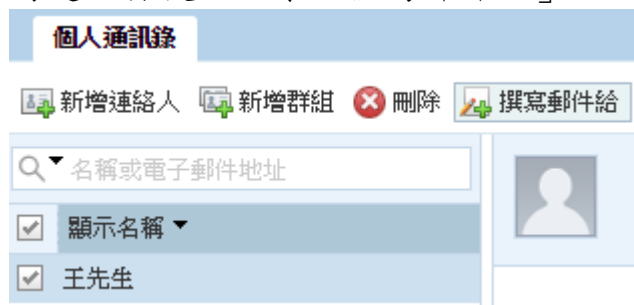 個人通訊錄
新增連絡人 新增群組 刪除 撰寫郵件給
名稱或電子郵件地址
顯示名稱
王先生